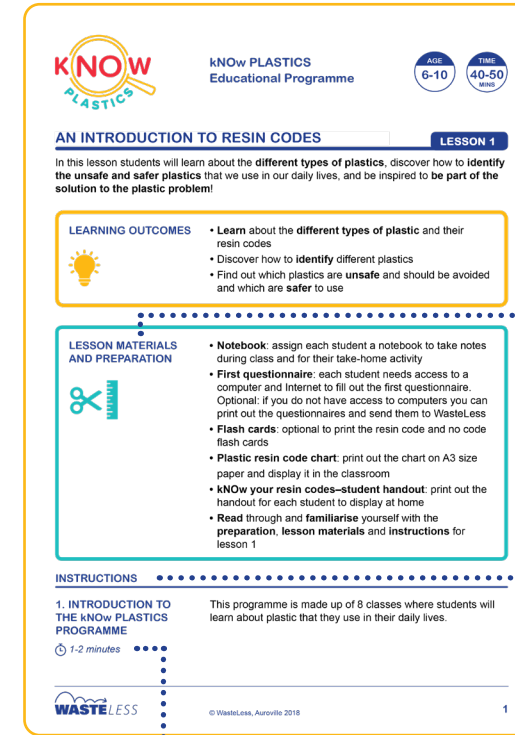 KNOW
PLASTICS
kNOw PLASTICS
Educational Programme
AGE
6-10
TIME
40-50
MINS
AN INTRODUCTION TO RESIN CODES
LESSON 1
In this lesson students will learn about the different types of plastics, discover how to identify
the unsafe and safer plastics that we use in our daily lives, and be inspired to be part of the
solution to the plastic problem!
LEARNING OUTCOMES
• Learn about the different types of plastic and their
resin codes
• Discover how to identify different plastics
• Find out which plastics are unsafe and should be avoided
and which are safer to use
LESSON MATERIALS
AND PREPARATION
• Notebook: assign each student a notebook to take notes
during class and for their take-home activity
• First questionnaire: each student needs access to a
computer and Internet to fill out the first questionnaire.
Optional: if you do not have access to computers you can
print out the questionnaires and send them to WasteLess
• Flash cards: optional to print the resin code and no code
flash cards
• Plastic resin code chart: print out the chart on A3 size
paper and display it in the classroom
• kNOw your resin codes–student handout: print out the
handout for each student to display at home
• Read through and familiarise yourself with the
preparation, lesson materials and instructions for
lesson 1
INSTRUCTIONS
1. INTRODUCTION TO
THE kNOw PLASTICS
PROGRAMME
1-2 minutes
This programme is made up of 8 classes where students will
learn about plastic that they use in their daily lives.
WASTELESS
© WasteLess, Auroville 2018
1